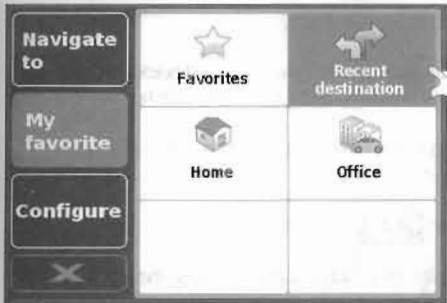 Navigate
to
Favorites
Recent
destination
My
favorite
Home
Office
Configure